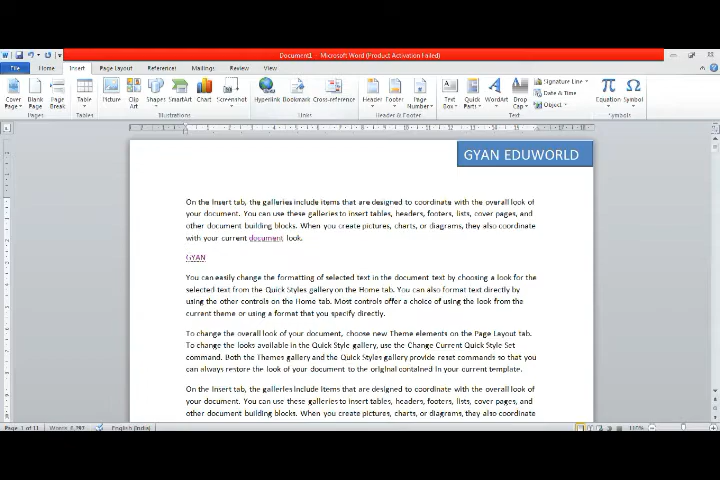 Document1 - Microsoft Word (Product Activation Failed)
File Home Insert Page Layout References Mailings Review View
Cover Page Blank Page Page Break Table Picture Clip Art Shapes SmartArt Chart Screenshot Hyperlink Bookmark Cross-reference Header Footer Page Number Text Box Quick Parts WordArt Drop Cap Signature Line Date & Time Object Equation Symbol
Pages Tables Illustrations Links Header & Footer Text Symbols
GYAN EDUWORLD
On the Insert tab, the galleries include items that are designed to coordinate with the overall look of
your document. You can use these galleries to insert tables, headers, footers, lists, cover pages, and
other document building blocks. When you create pictures, charts, or diagrams, they also coordinate
with your current document look.
GYAN
You can easily change the formatting of selected text in the document text by choosing a look for the
selected text from the Quick Styles gallery on the Home tab. You can also format text directly by
using the other controls on the Home tab. Most controls offer a choice of using the look from the
current theme or using a format that you specify directly.
To change the overall look of your document, choose new Theme elements on the Page Layout tab.
To change the looks available in the Quick Style gallery, use the Change Current Quick Style Set
command. Both the Themes gallery and the Quick Styles gallery provide reset commands so that you
can always restore the look of your document to the original contained in your current template.
On the Insert tab, the galleries include items that are designed to coordinate with the overall look of
your document. You can use these galleries to insert tables, headers, footers, lists, cover pages, and
other document building blocks. When you create pictures, charts, or diagrams, they also coordinate
Page: 1 of 11 Words: English (India) 110%